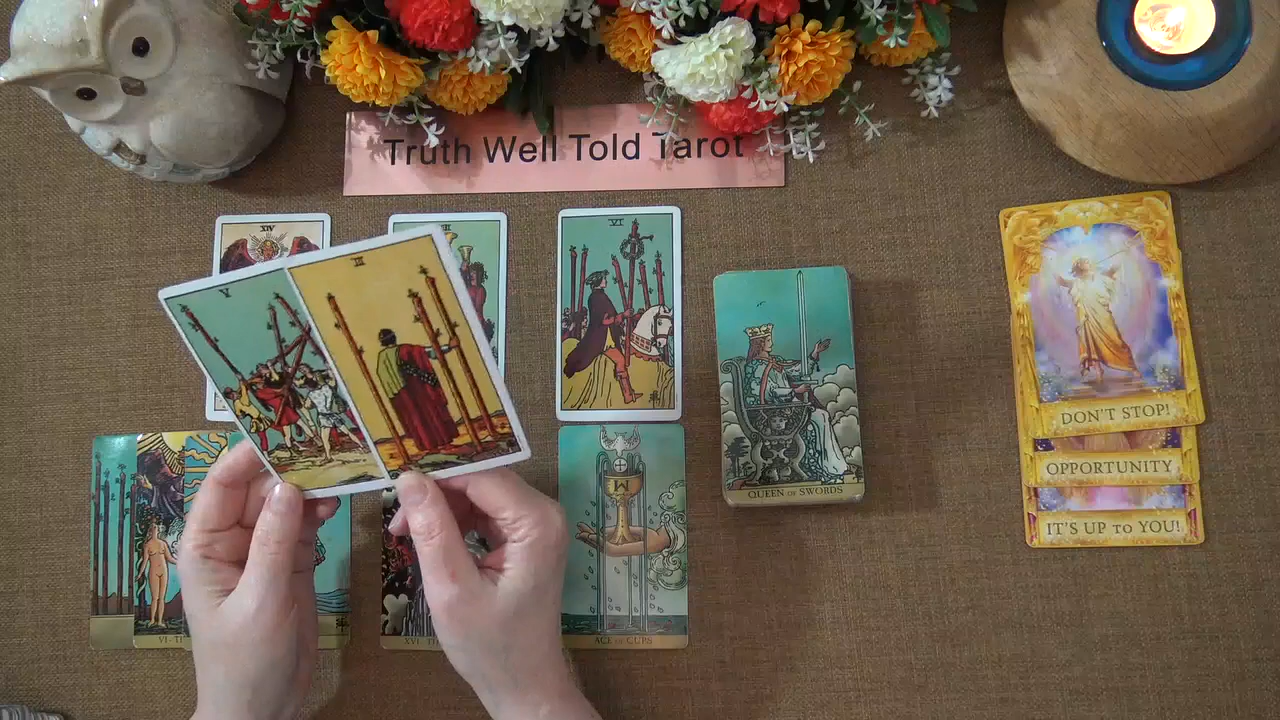 Truth Well Told Tarot
XIV
VI
V
III
QUEEN OF SWORDS
DON'T STOP!
OPPORTUNITY
IT'S UP TO YOU!
ACE OF CUPS